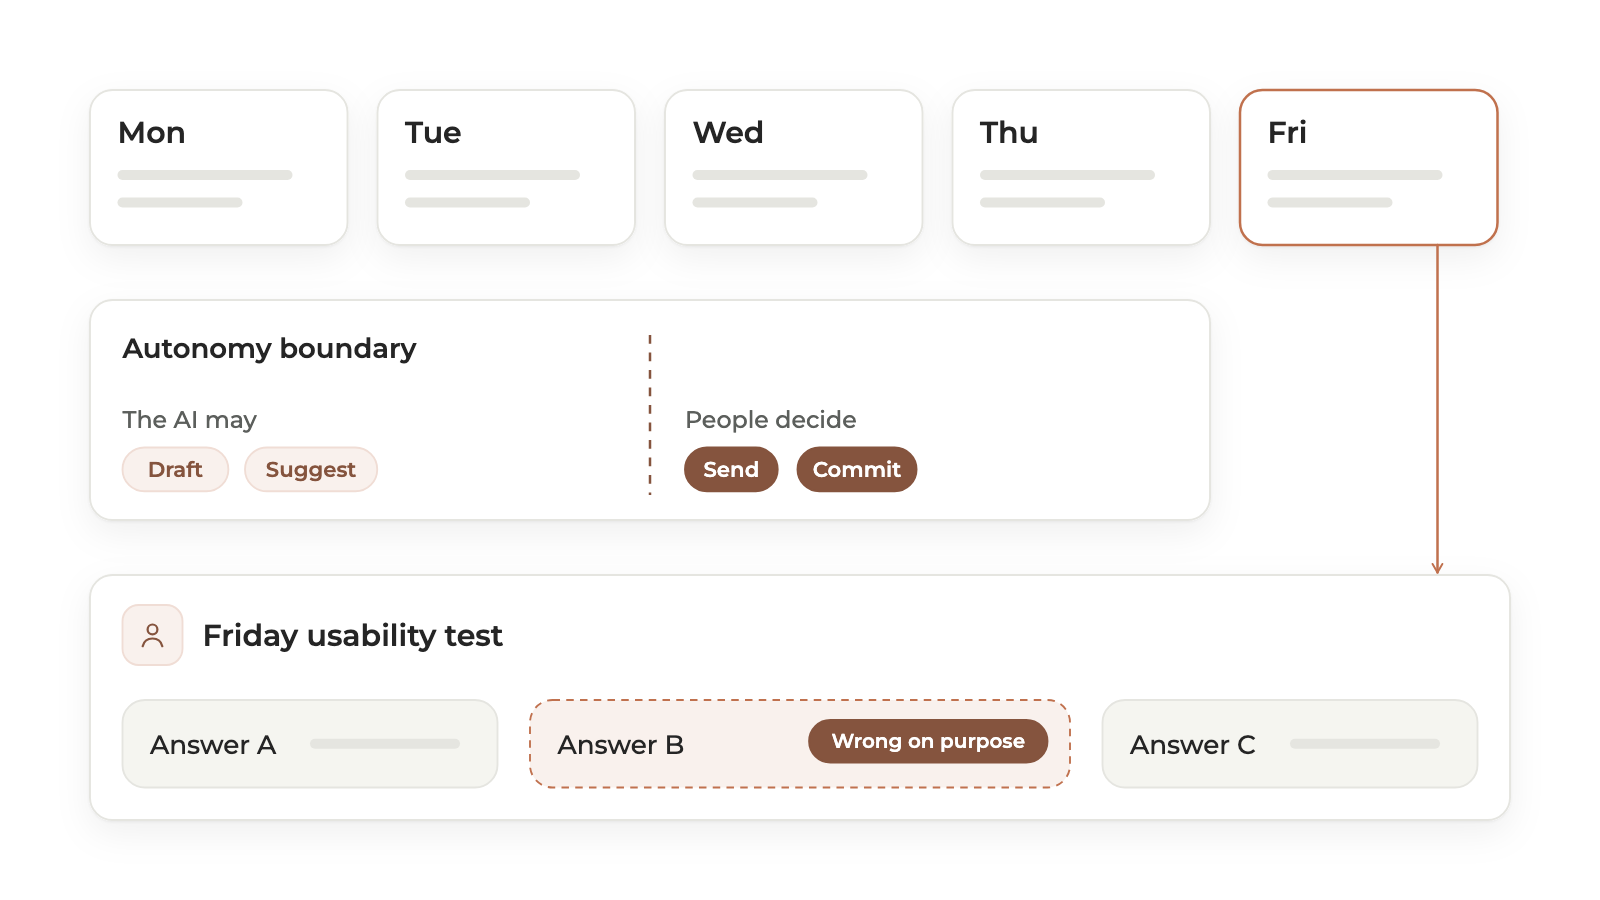 Mon
Tue
Wed
Thu
Fri
Autonomy boundary
The AI may
People decide
Draft
Suggest
Send
Commit
Friday usability test
Answer A
Answer B
Wrong on purpose
Answer C